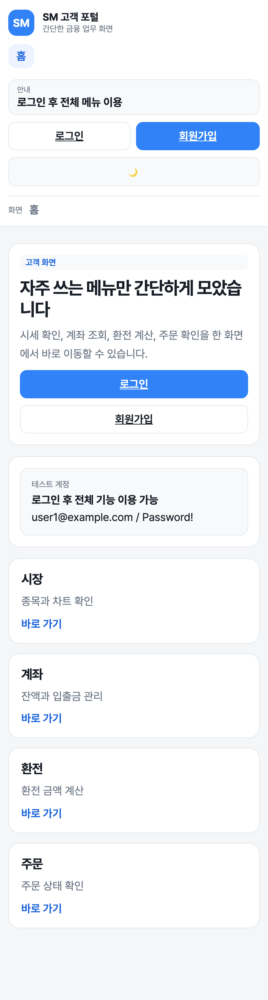 SM
SM 고객 포털
간단한 금융 업무 화면
홈
안내
로그인 후 전체 메뉴 이용
로그인
회원가입
화면 홈
고객 화면
자주 쓰는 메뉴만 간단하게 모았습
니다
시세 확인, 계좌 조회, 환전 계산, 주문 확인을 한 화면
에서 바로 이동할 수 있습니다.
로그인
회원가입
테스트 계정
로그인 후 전체 기능 이용 가능
user1@example.com / Password!
시장
종목과 차트 확인
바로 가기
계좌
잔액과 입출금 관리
바로 가기
환전
환전 금액 계산
바로 가기
주문
주문 상태 확인
바로 가기